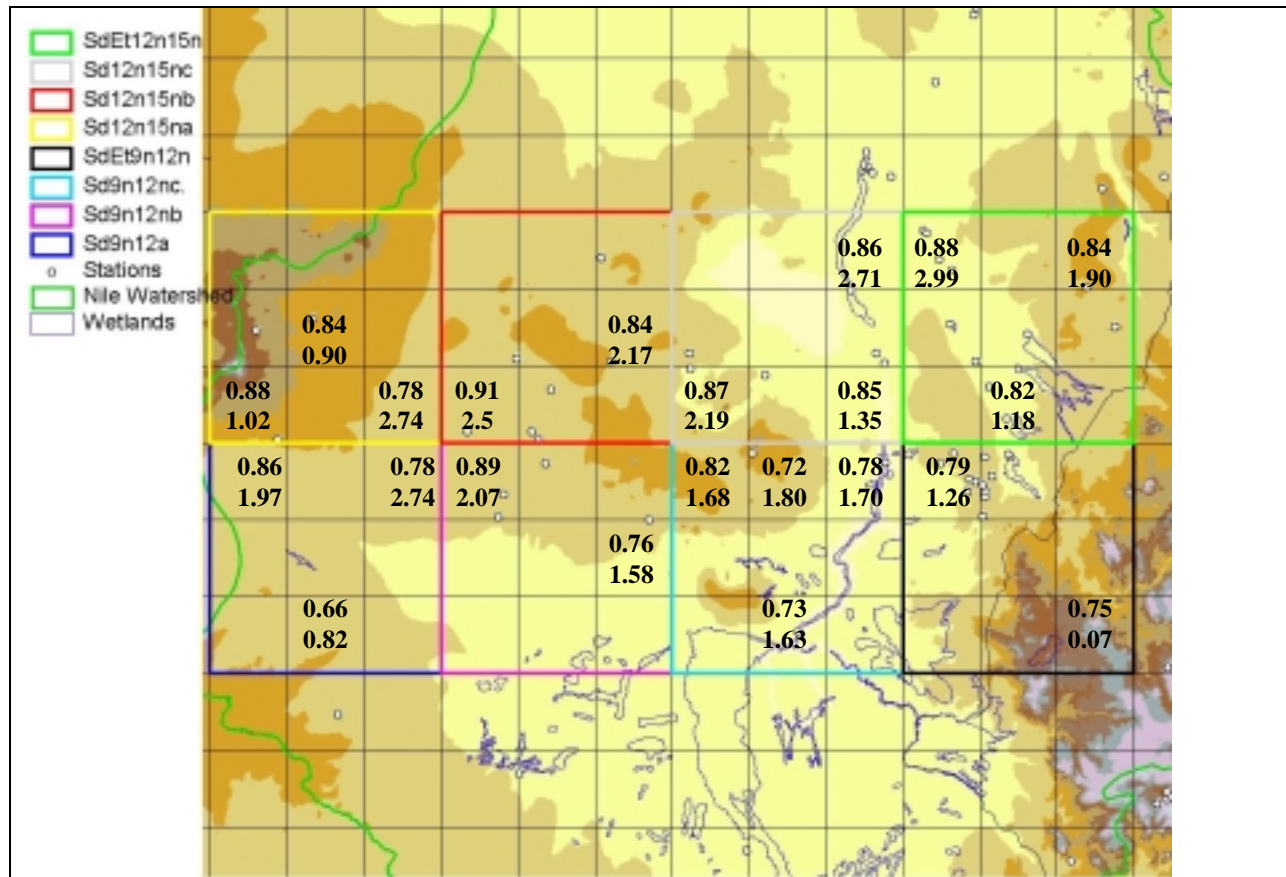 SdEt12n15n
Sd12n15nc
Sd12n15nb
Sd12n15na
SdEt9n12n
Sd9n12nc.
Sd9n12nb
Sd9n12a
Stations
Nile Watershed
Wetlands
0.86 0.88 0.84
2.71 2.99 1.90
0.84 0.84
0.90 2.17
0.88 0.78 0.91 0.87 0.85 0.82
1.02 2.74 2.5 2.19 1.35 1.18
0.86 0.78 0.89 0.82 0.72 0.78 0.79
1.97 2.74 2.07 1.68 1.80 1.70 1.26
0.76
1.58
0.66 0.73 0.75
0.82 1.63 0.07